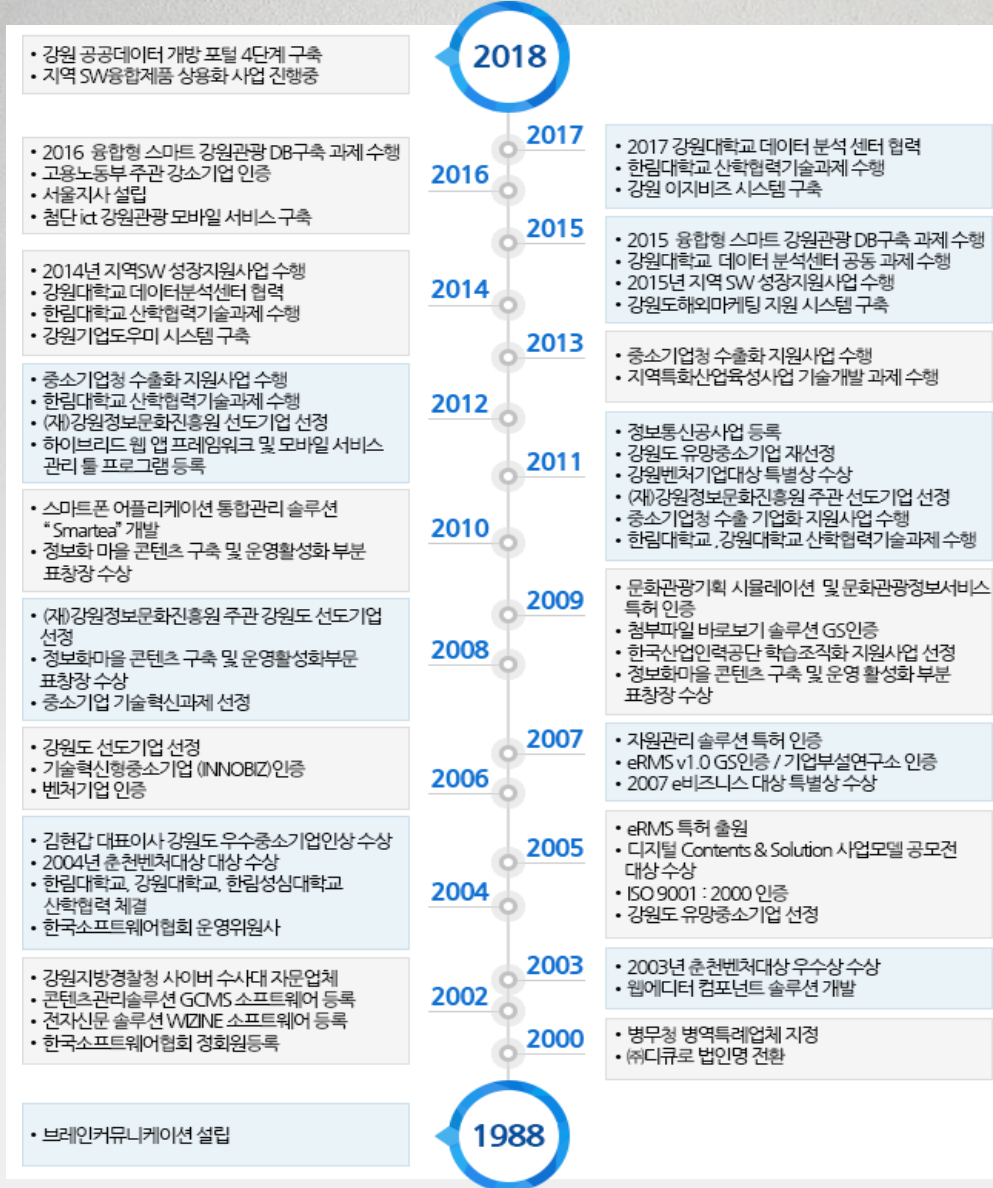 2018
• 강원 공공데이터 개방 포털 4단계 구축
• 지역 SW융합제품 상용화 사업 진행중
2017
• 2017 강원대학교 데이터 분석 센터 협력
• 한림대학교 산학협력기술과제 수행
• 강원 이지비즈 시스템 구축
2016
• 2016 융합형 스마트 강원관광 DB구축 과제 수행
• 고용노동부 주관 강소기업 인증
• 서울지사 설립
• 첨단 ict 강원관광 모바일 서비스 구축
2015
• 2015 융합형 스마트 강원관광 DB구축 과제 수행
• 강원대학교 데이터 분석센터 공동 과제 수행
• 2015년 지역 SW 성장지원사업 수행
• 강원도해외마케팅 지원 시스템 구축
2014
• 2014년 지역SW 성장지원사업 수행
• 강원대학교 데이터분석센터 협력
• 한림대학교 산학협력기술과제 수행
• 강원기업도우미 시스템 구축
2013
• 중소기업청 수출화 지원사업 수행
• 지역특화산업육성사업 기술개발 과제 수행
2012
• 중소기업청 수출화 지원사업 수행
• 한림대학교 산학협력기술과제 수행
• (재)강원정보문화진흥원 선도기업 선정
• 하이브리드 웹 앱 프레임워크 및 모바일 서비스
관리 툴 프로그램 등록
2011
• 정보통신공사업 등록
• 강원도 유망중소기업 재선정
• 강원벤처기업대상 특별상 수상
• (재)강원정보문화진흥원 주관 선도기업 선정
• 중소기업청 수출 기업화 지원사업 수행
• 한림대학교 ,강원대학교 산학협력기술과제 수행
2010
• 스마트폰 어플리케이션 통합관리 솔루션
“Smartea” 개발
• 정보화 마을 콘텐츠 구축 및 운영활성화 부분
표창장 수상
2009
• 문화관광기획 시뮬레이션 및 문화관광정보서비스
특허 인증
• 첨부파일 바로보기 솔루션 GS인증
• 한국산업인력공단 학습조직화 지원사업 선정
• 정보화마을 콘텐츠 구축 및 운영 활성화 부분
표창장 수상
2008
• (재)강원정보문화진흥원 주관 강원도 선도기업
선정
• 정보화마을 콘텐츠 구축 및 운영활성화부문
표창장 수상
• 중소기업 기술혁신과제 선정
2007
• 자원관리 솔루션 특허 인증
• eRMS v1.0 GS인증 / 기업부설연구소 인증
• 2007 e비즈니스 대상 특별상 수상
2006
• 강원도 선도기업 선정
• 기술혁신형중소기업 (INNOBIZ)인증
• 벤처기업 인증
2005
• eRMS 특허 출원
• 디지털 Contents & Solution 사업모델 공모전
대상 수상
• ISO 9001 : 2000 인증
• 강원도 유망중소기업 선정
2004
• 김현갑 대표이사 강원도 우수중소기업인상 수상
• 2004년 춘천벤처대상 대상 수상
• 한림대학교, 강원대학교, 한림성심대학교
산학협력 체결
• 한국소프트웨어협회 운영위원사
2003
• 2003년 춘천벤처대상 우수상 수상
• 웹에디터 컴포넌트 솔루션 개발
2002
• 강원지방경찰청 사이버 수사대 자문업체
• 콘텐츠관리솔루션 GCMS 소프트웨어 등록
• 전자신문 솔루션 WIZINE 소프트웨어 등록
• 한국소프트웨어협회 정회원등록
2000
• 병무청 병역특례업체 지정
• ㈜디큐로 법인명 전환
1988
• 브레인커뮤니케이션 설립